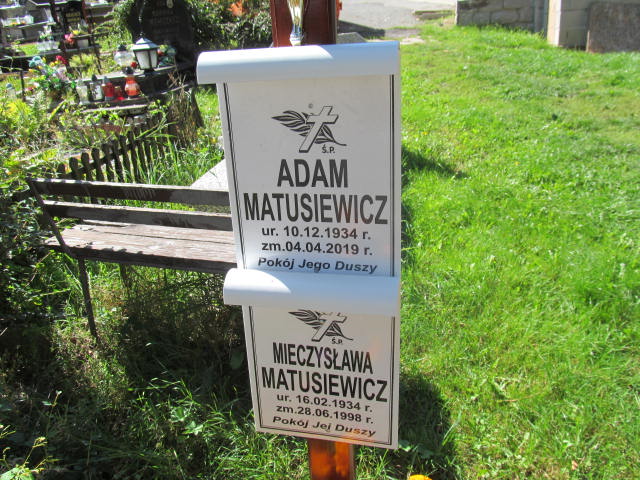 Ś.P.
ADAM
MATUSIEWICZ
ur. 10.12.1934 r.
zm.04.04.2019 r.
Pokój Jego Duszy
Ś.P.
MIECZYSŁAWA
MATUSIEWICZ
ur. 16.02.1934 r.
zm.28.06.1998 r.
Pokój Jej Duszy